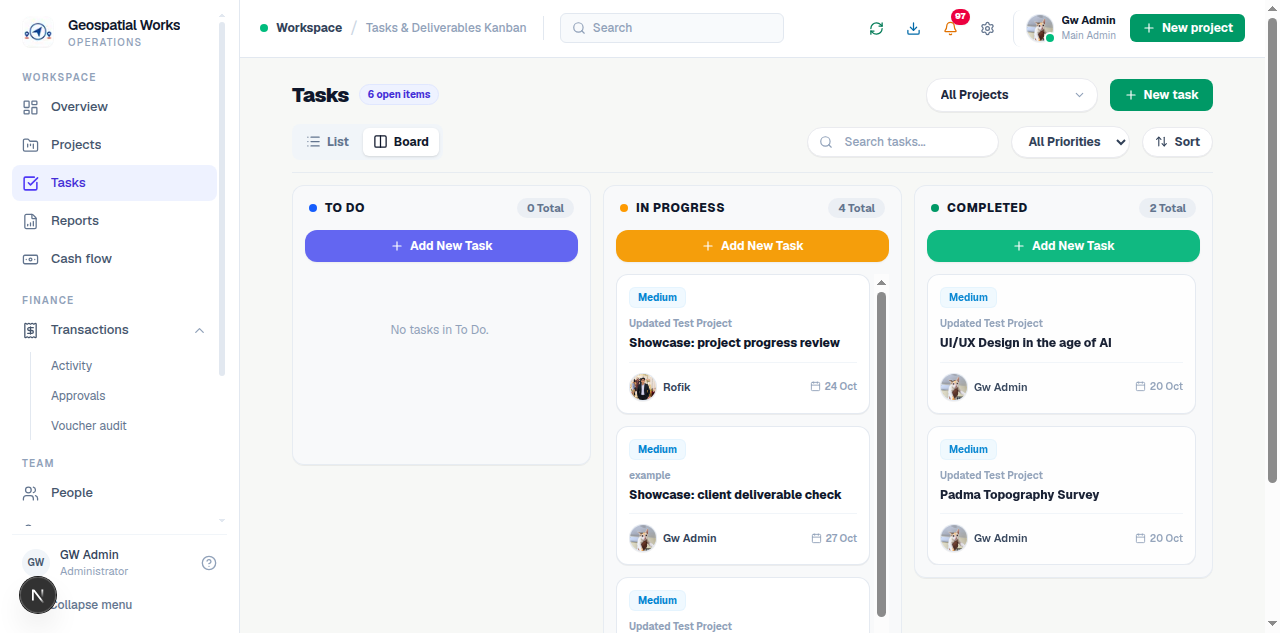 Geospatial Works
OPERATIONS
WORKSPACE
Overview
Projects
Tasks
Reports
Cash flow
FINANCE
Transactions
Activity
Approvals
Voucher audit
TEAM
People
GW
GW Admin
Administrator
N
Collapse menu
Workspace / Tasks & Deliverables Kanban
Search
97
Gw Admin
Main Admin
+ New project
Tasks
6 open items
All Projects
+ New task
List
Board
Search tasks...
All Priorities
Sort
TO DO
0 Total
+ Add New Task
No tasks in To Do.
IN PROGRESS
4 Total
+ Add New Task
Medium
Updated Test Project
Showcase: project progress review
Rofik
24 Oct
Medium
example
Showcase: client deliverable check
Gw Admin
27 Oct
Medium
Updated Test Project
COMPLETED
2 Total
+ Add New Task
Medium
Updated Test Project
UI/UX Design in the age of AI
Gw Admin
20 Oct
Medium
Updated Test Project
Padma Topography Survey
Gw Admin
20 Oct